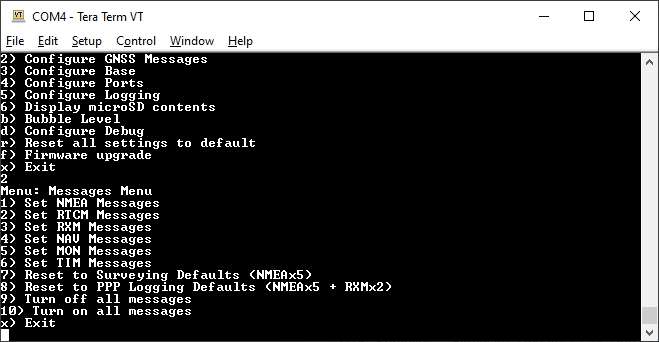 COM4 - Tera Term VT
File Edit Setup Control Window Help
2) Configure GNSS Messages
3) Configure Base
4) Configure Ports
5) Configure Logging
6) Display microSD contents
b) Bubble Level
d) Configure Debug
r) Reset all settings to default
f) Firmware upgrade
x) Exit
2
Menu: Messages Menu
1) Set NMEA Messages
2) Set RTCM Messages
3) Set RXM Messages
4) Set NAV Messages
5) Set MON Messages
6) Set TIM Messages
7) Reset to Surveying Defaults (NMEAx5)
8) Reset to PPP Logging Defaults (NMEAx5 + RXMx2)
9) Turn off all messages
10) Turn on all messages
x) Exit